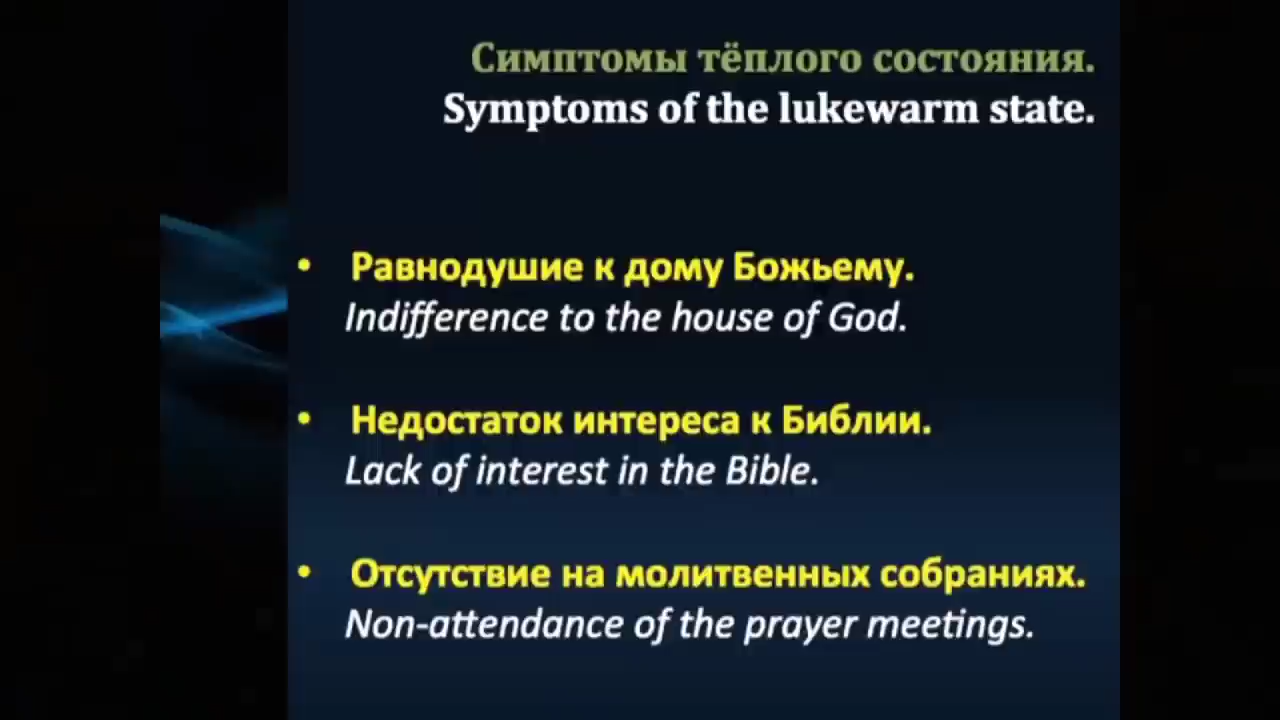 Симптомы тёплого состояния.
Symptoms of the lukewarm state.
• Равнодушие к дому Божьему.
Indifference to the house of God.
• Недостаток интереса к Библии.
Lack of interest in the Bible.
• Отсутствие на молитвенных собраниях.
Non-attendance of the prayer meetings.